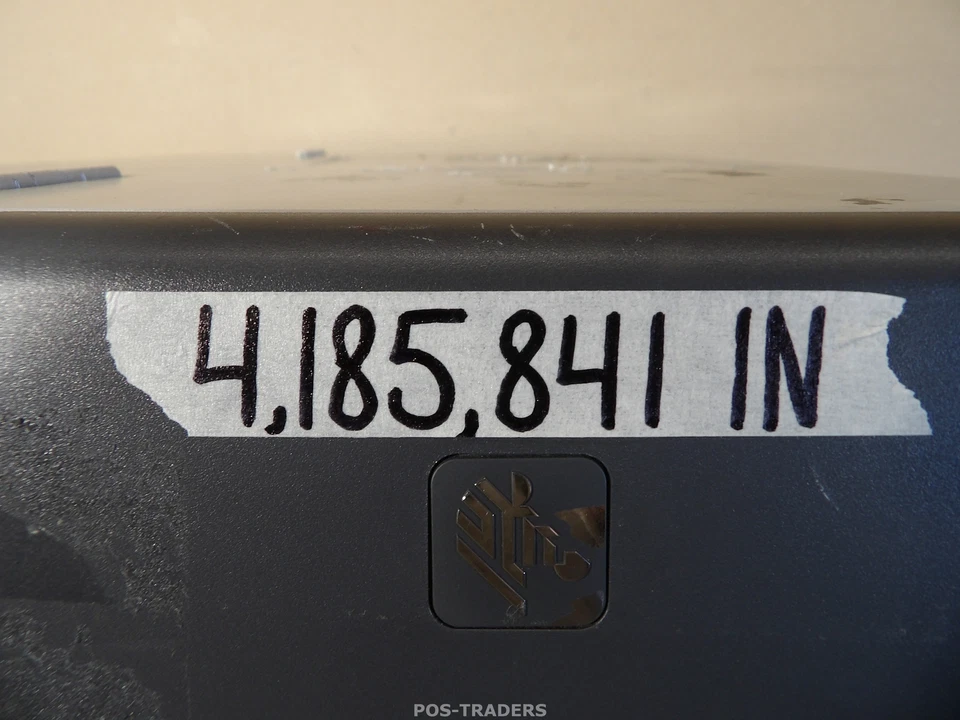 4,185,841 IN
POS-TRADERS